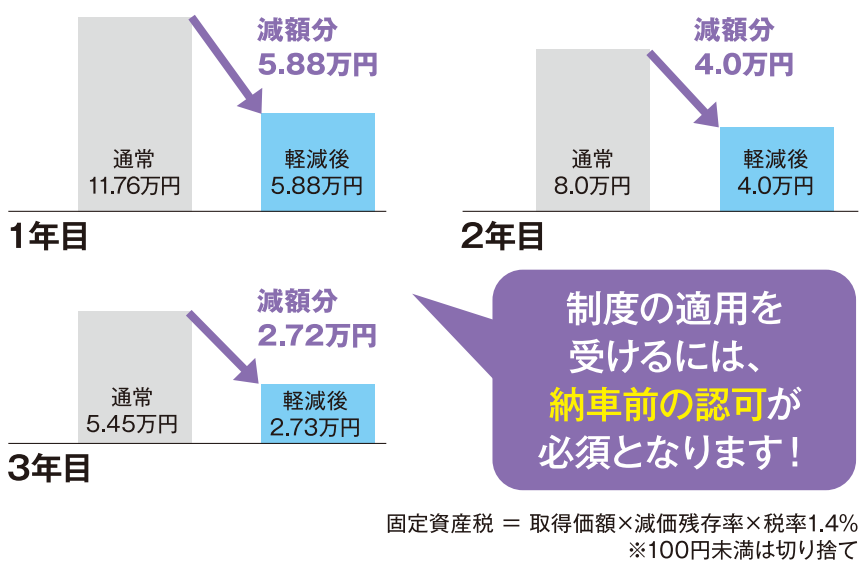 減額分
5.88万円
通常
11.76万円
軽減後
5.88万円
1年目
減額分
4.0万円
通常
8.0万円
軽減後
4.0万円
2年目
減額分
2.72万円
通常
5.45万円
軽減後
2.73万円
3年目
制度の適用を
受けるには、
納車前の認可が
必須となります!
固定資産税 = 取得価額×減価残存率×税率1.4%
※100円未満は切り捨て